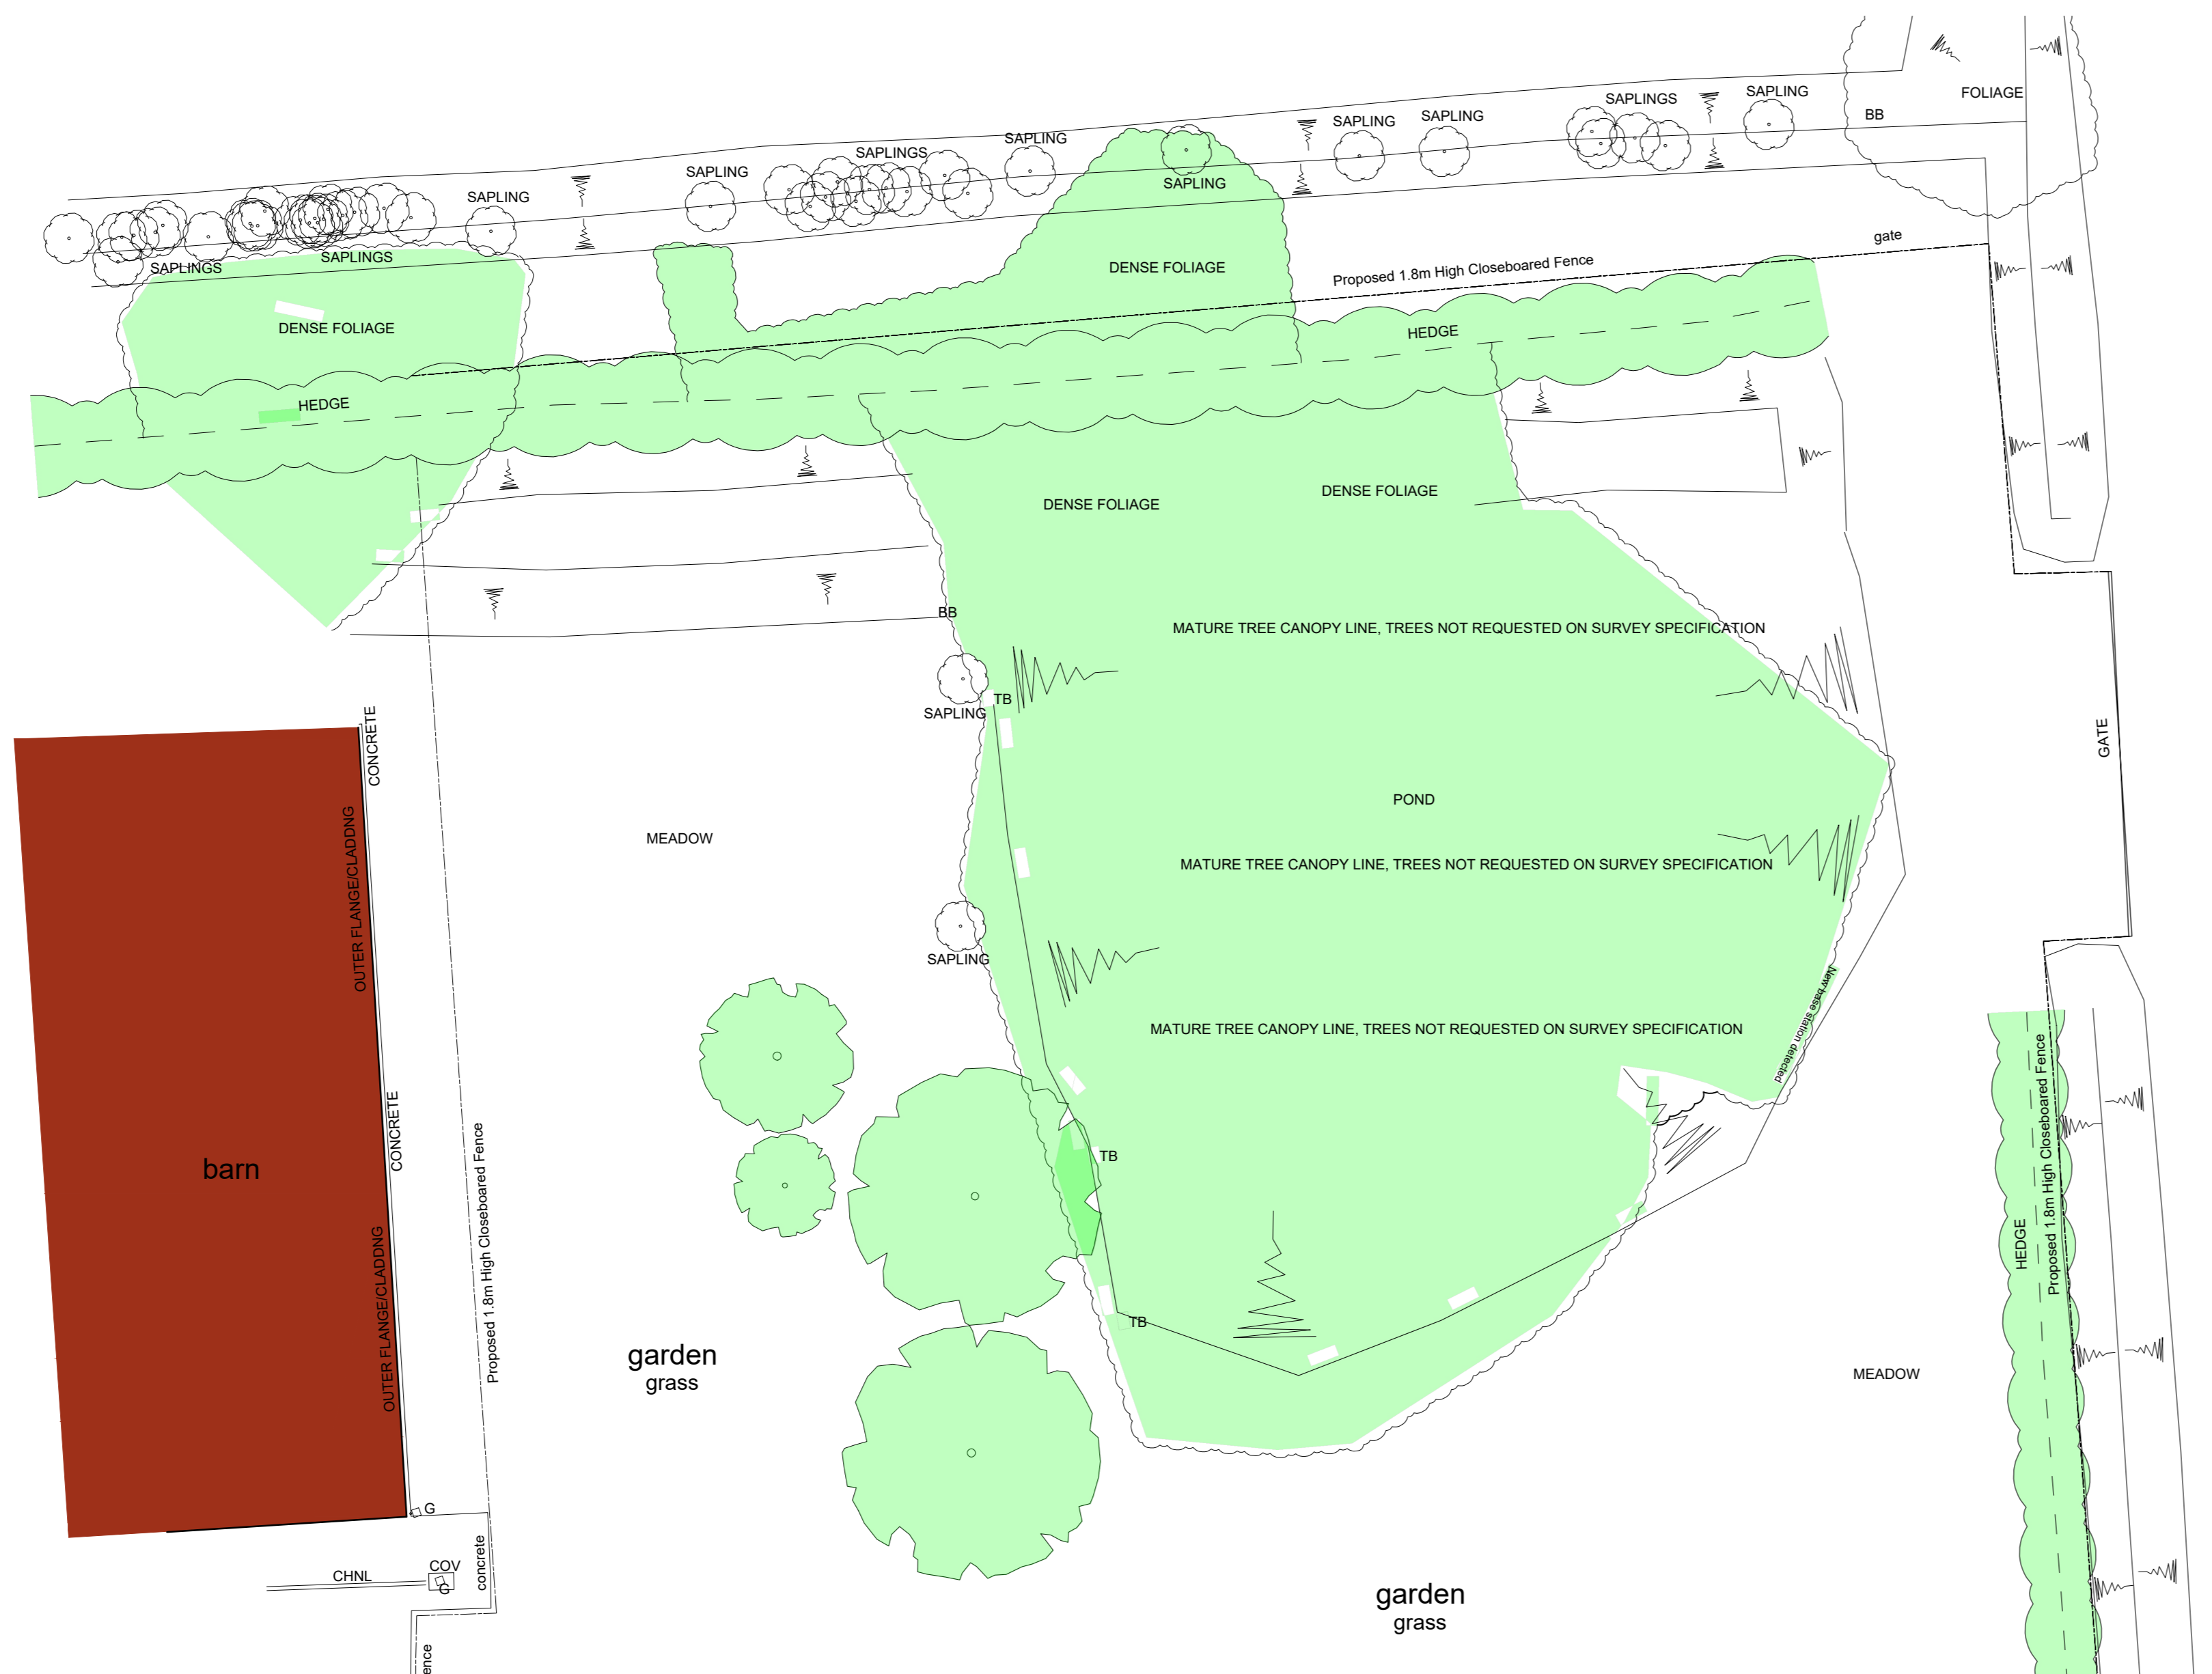 SAPLING
SAPLINGS
FOLIAGE
BB
SAPLING
SAPLING
SAPLING
SAPLINGS
SAPLING
SAPLING
SAPLING
SAPLING
gate
SAPLINGS
SAPLINGS
DENSE FOLIAGE
Proposed 1.8m High Closeboarded Fence
DENSE FOLIAGE
HEDGE
HEDGE
DENSE FOLIAGE
DENSE FOLIAGE
BB
MATURE TREE CANOPY LINE, TREES NOT REQUESTED ON SURVEY SPECIFICATION
TB
SAPLING
CONCRETE
GATE
POND
MEADOW
OUTER FLANGE/CLADDNG
MATURE TREE CANOPY LINE, TREES NOT REQUESTED ON SURVEY SPECIFICATION
SAPLING
New base station detected
MATURE TREE CANOPY LINE, TREES NOT REQUESTED ON SURVEY SPECIFICATION
CONCRETE
barn
TB
Proposed 1.8m High Closeboarded Fence
HEDGE
Proposed 1.8m High Closeboarded Fence
OUTER FLANGE/CLADDNG
TB
garden
grass
MEADOW
G
concrete
COV
CHNL
G
garden
grass
ence